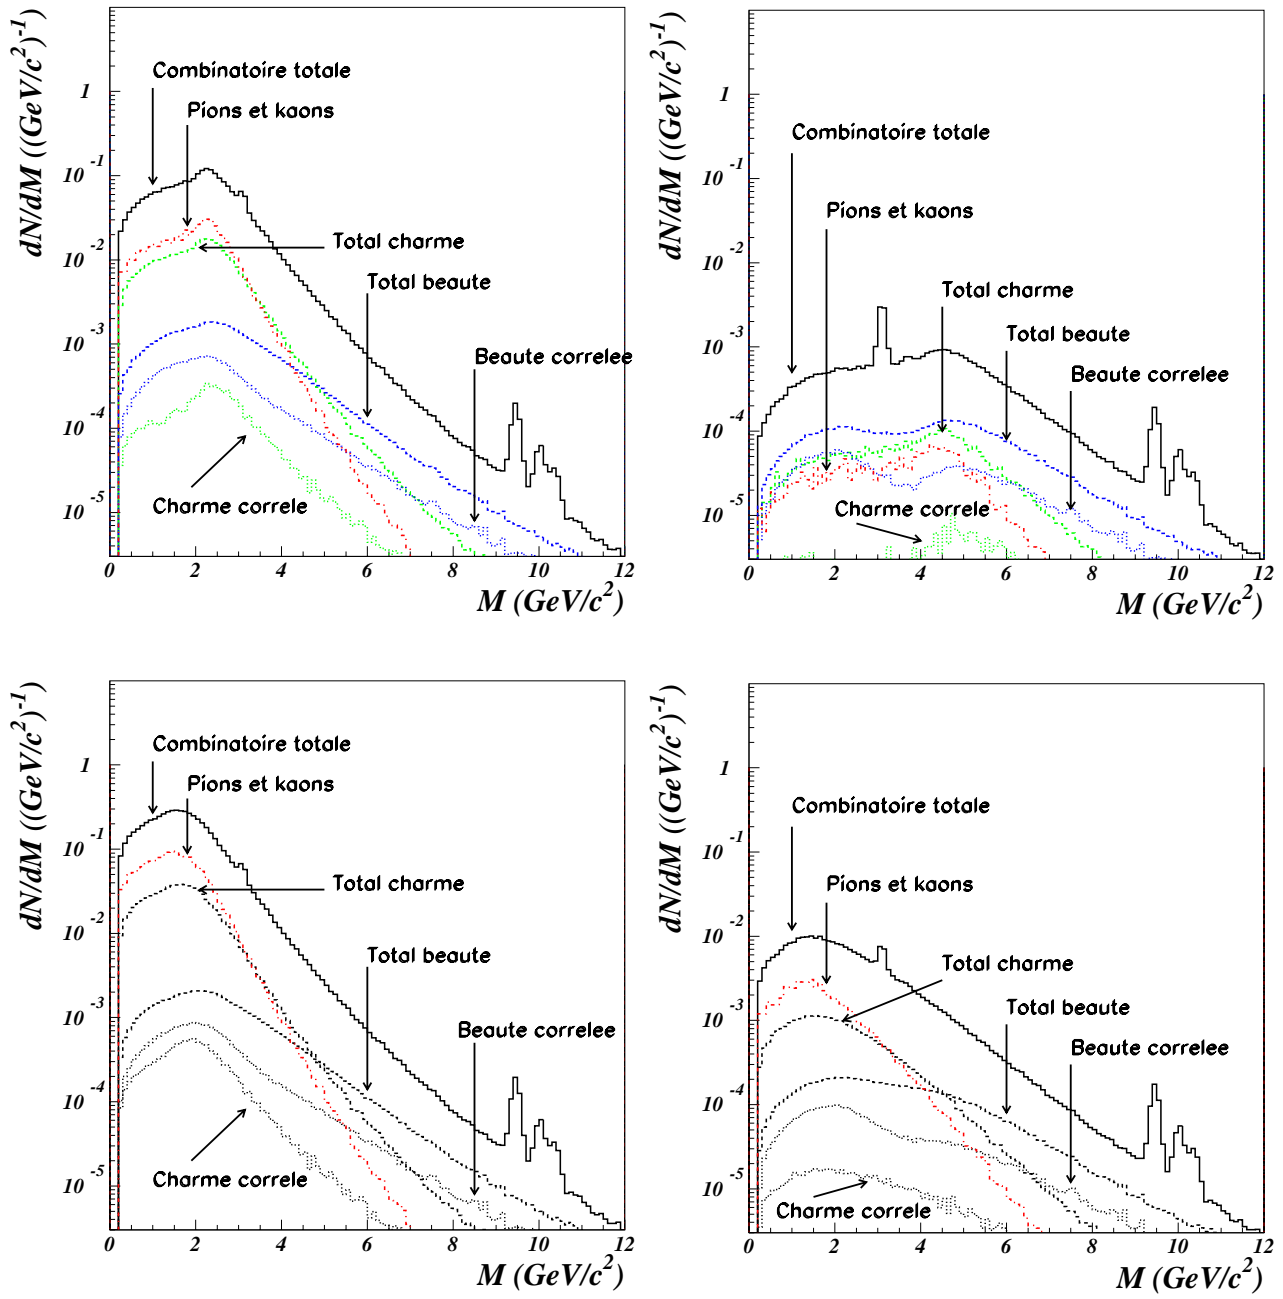 dN/dM ((GeV/c²)⁻¹)
1
10⁻¹
10⁻²
10⁻³
10⁻⁴
10⁻⁵
Combinatoire totale
Pions et kaons
Total charme
Total beaute
Beaute correlee
Charme correle
0 2 4 6 8 10 12
M (GeV/c²)
dN/dM ((GeV/c²)⁻¹)
1
10⁻¹
10⁻²
10⁻³
10⁻⁴
10⁻⁵
Combinatoire totale
Pions et kaons
Total charme
Total beaute
Beaute correlee
Charme correle
0 2 4 6 8 10 12
M (GeV/c²)
dN/dM ((GeV/c²)⁻¹)
1
10⁻¹
10⁻²
10⁻³
10⁻⁴
10⁻⁵
Combinatoire totale
Pions et kaons
Total charme
Total beaute
Beaute correlee
Charme correle
0 2 4 6 8 10 12
M (GeV/c²)
dN/dM ((GeV/c²)⁻¹)
1
10⁻¹
10⁻²
10⁻³
10⁻⁴
10⁻⁵
Combinatoire totale
Pions et kaons
Total charme
Total beaute
Beaute correlee
Charme correle
0 2 4 6 8 10 12
M (GeV/c²)